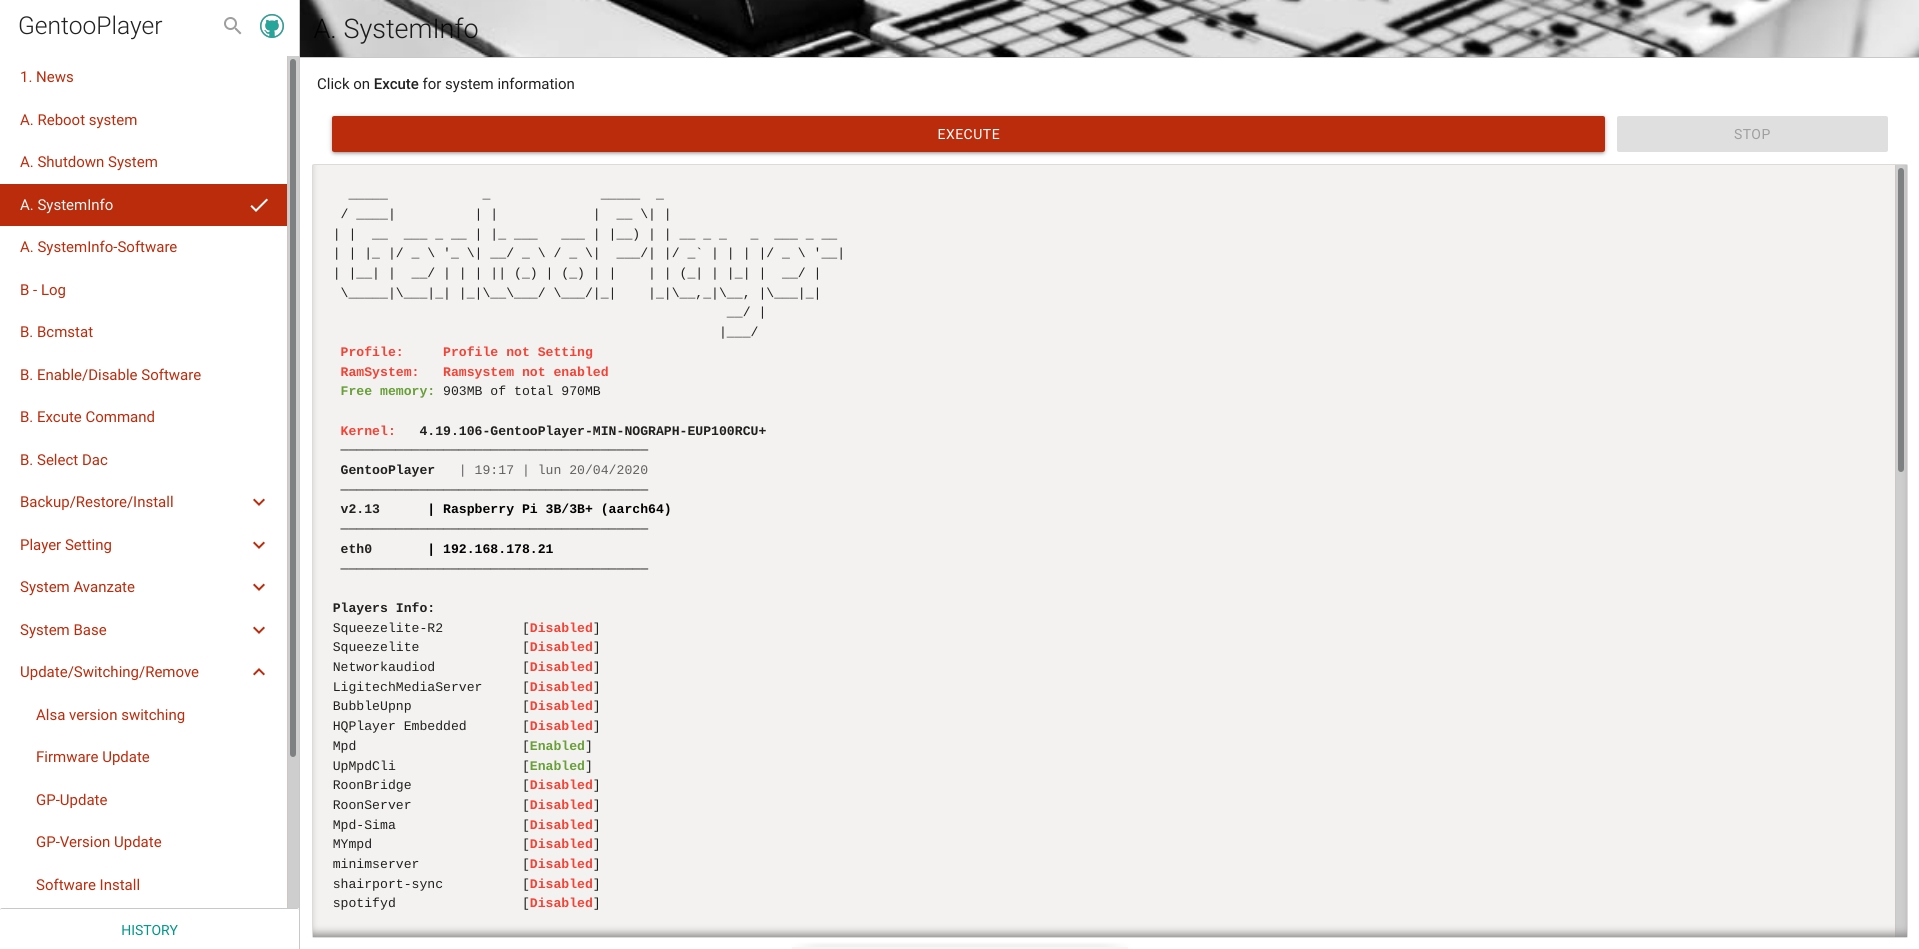 GentooPlayer
A. SystemInfo
1. News
A. Reboot system
A. Shutdown System
A. SystemInfo
A. SystemInfo-Software
B - Log
B. Bcmstat
B. Enable/Disable Software
B. Excute Command
B. Select Dac
Backup/Restore/Install
Player Setting
System Avanzate
System Base
Update/Switching/Remove
Alsa version switching
Firmware Update
GP-Update
GP-Version Update
Software Install
HISTORY
Click on Excute for system information
EXECUTE
STOP
GentooPlayer
Profile: Profile not Setting
RamSystem: Ramsystem not enabled
Free memory: 903MB of total 970MB
Kernel: 4.19.106-GentooPlayer-MIN-NOGRAPH-EUP100RCU+
GentooPlayer | 19:17 | lun 20/04/2020
v2.13 | Raspberry Pi 3B/3B+ (aarch64)
eth0 | 192.168.178.21
Players Info:
Squeezelite-R2 [Disabled]
Squeezelite [Disabled]
Networkaudiod [Disabled]
LigitechMediaServer [Disabled]
BubbleUpnp [Disabled]
HQPlayer Embedded [Disabled]
Mpd [Enabled]
UpMpdCli [Enabled]
RoonBridge [Disabled]
RoonServer [Disabled]
Mpd-Sima [Disabled]
MYmpd [Disabled]
minimserver [Disabled]
shairport-sync [Disabled]
spotifyd [Disabled]